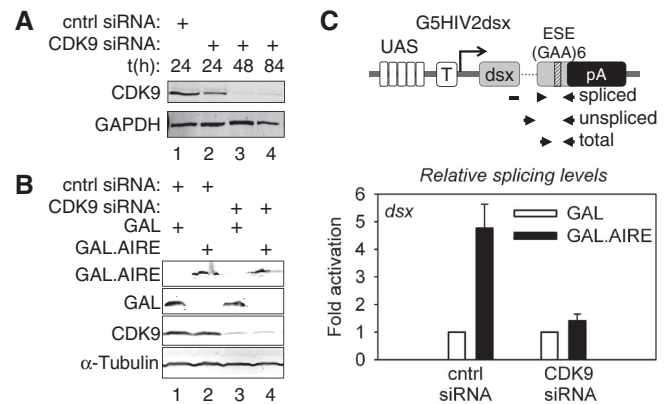 A
cntrl siRNA: +
CDK9 siRNA: + + +
t(h): 24 24 48 84
CDK9
GAPDH
1 2 3 4
B
cntrl siRNA: + +
CDK9 siRNA: + +
GAL + +
GAL.AIRE + +
GAL.AIRE
GAL
CDK9
α-Tubulin
1 2 3 4
C
G5HIV2dsx
ESE
(GAA)6
UAS
T
dsx
pA
spliced
unspliced
total
Relative splicing levels
dsx
GAL
GAL.AIRE
Fold activation
6
5
4
3
2
1
0
cntrl
siRNA
CDK9
siRNA